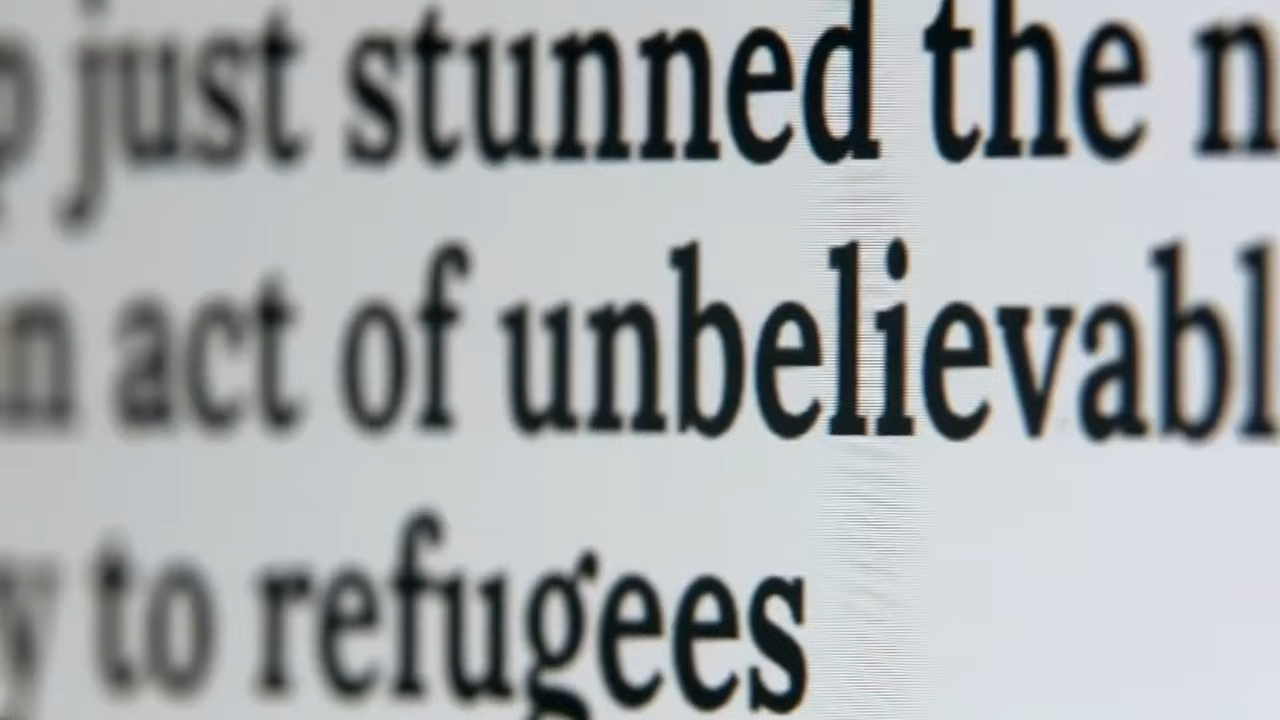 p just stunned the n
n act of unbelievabl
y to refugees